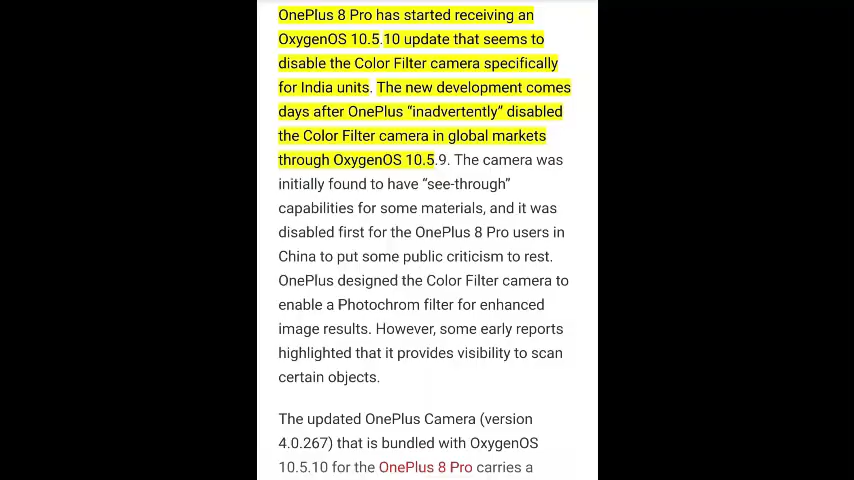 OnePlus 8 Pro has started receiving an
OxygenOS 10.5.10 update that seems to
disable the Color Filter camera specifically
for India units. The new development comes
days after OnePlus “inadvertently” disabled
the Color Filter camera in global markets
through OxygenOS 10.5.9. The camera was
initially found to have “see-through”
capabilities for some materials, and it was
disabled first for the OnePlus 8 Pro users in
China to put some public criticism to rest.
OnePlus designed the Color Filter camera to
enable a Photochrom filter for enhanced
image results. However, some early reports
highlighted that it provides visibility to scan
certain objects.
The updated OnePlus Camera (version
4.0.267) that is bundled with OxygenOS
10.5.10 for the OnePlus 8 Pro carries a